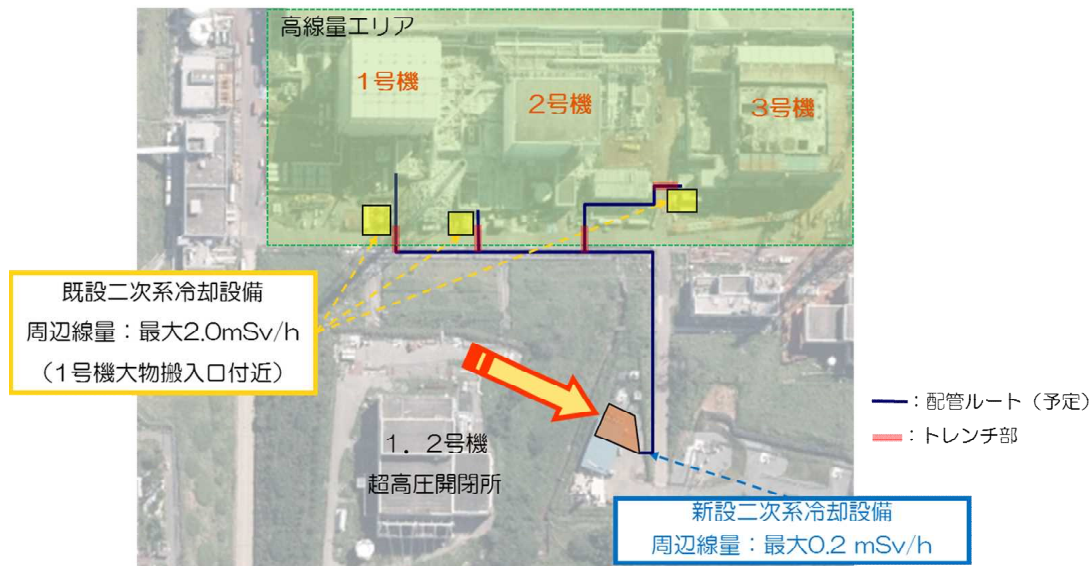 高線量エリア
1号機
2号機
3号機
既設二次系冷却設備
周辺線量：最大2.0mSv/h
（1号機大物搬入口付近）
：配管ルート（予定）
：トレンチ部
1．2号機
超高圧開閉所
新設二次系冷却設備
周辺線量：最大0.2 mSv/h